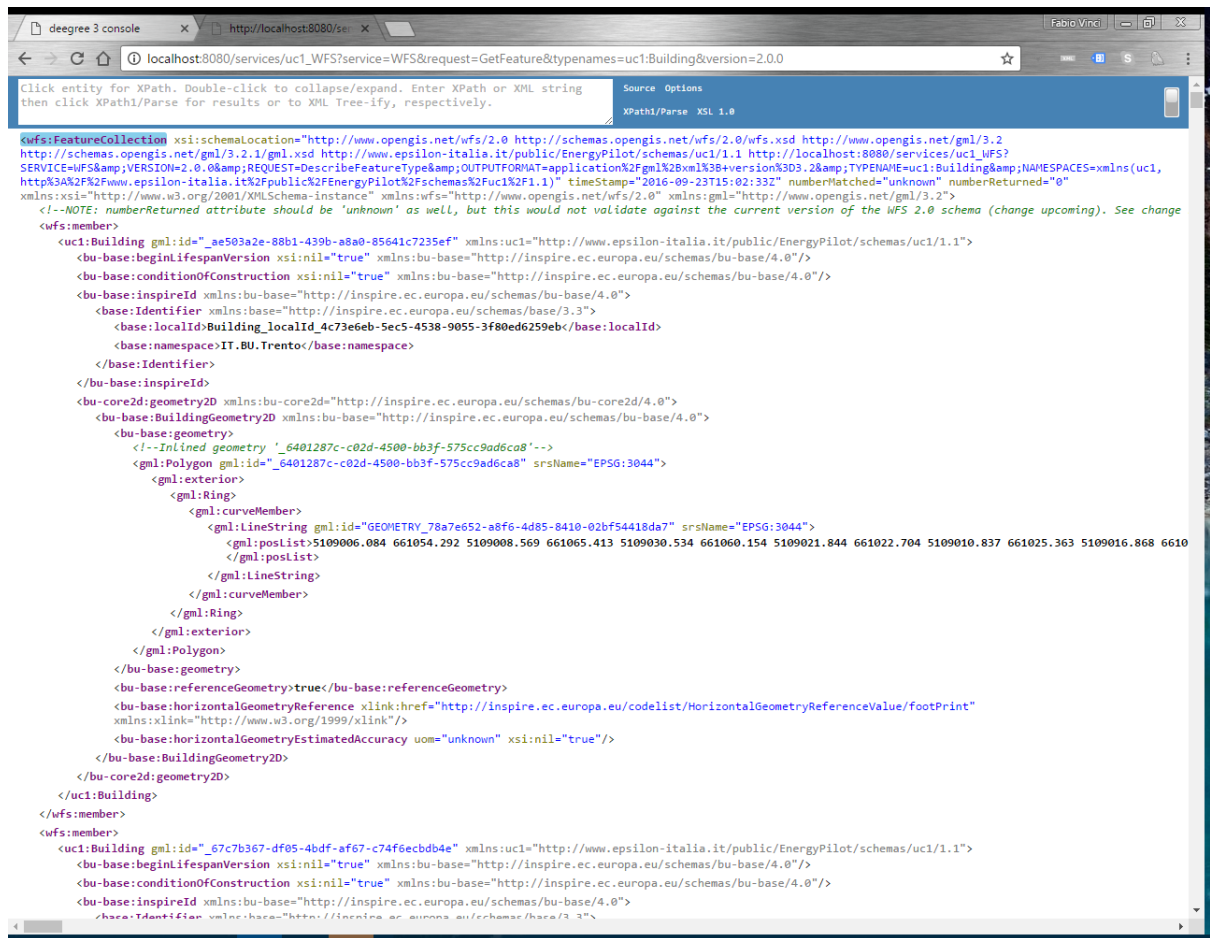 deegree 3 console
http://localhost:8080/ser
Fabio Vinci
localhost:8080/services/uc1_WFS?service=WFS&request=GetFeature&typenames=uc1:Building&version=2.0.0
Click entity for XPath. Double-click to collapse/expand. Enter XPath or XML string
then click XPath1/Parse for results or to XML Tree-ify, respectively.
Source Options
XPath1/Parse XSL 1.0
<wfs:FeatureCollection xsi:schemaLocation="http://www.opengis.net/wfs/2.0 http://schemas.opengis.net/wfs/2.0/wfs.xsd http://www.opengis.net/gml/3.2
http://schemas.opengis.net/gml/3.2.1/gml.xsd http://www.epsilon-italia.it/public/EnergyPilot/schemas/uc1/1.1 http://localhost:8080/services/uc1_WFS?
SERVICE=WFS&amp;VERSION=2.0.0&amp;REQUEST=DescribeFeatureType&amp;OUTPUTFORMAT=application%2Fgml%2Bxml%3B+version%3D3.2&amp;TYPENAME=uc1:Building&amp;NAMESPACES=xmlns(uc1,
http%3A%2F%2Fwww.epsilon-italia.it%2Fpublic%2FEnergyPilot%2Fschemas%2Fuc1%2F1.1)" timeStamp="2016-09-23T15:02:33Z" numberMatched="unknown" numberReturned="0"
xmlns:xsi="http://www.w3.org/2001/XMLSchema-instance" xmlns:wfs="http://www.opengis.net/wfs/2.0" xmlns:gml="http://www.opengis.net/gml/3.2">
<!--NOTE: numberReturned attribute should be 'unknown' as well, but this would not validate against the current version of the WFS 2.0 schema (change upcoming). See change
<wfs:member>
<uc1:Building gml:id="_ae503a2e-88b1-439b-a8a0-85641c7235ef" xmlns:uc1="http://www.epsilon-italia.it/public/EnergyPilot/schemas/uc1/1.1">
<bu-base:beginLifespanVersion xsi:nil="true" xmlns:bu-base="http://inspire.ec.europa.eu/schemas/bu-base/4.0"/>
<bu-base:conditionOfConstruction xsi:nil="true" xmlns:bu-base="http://inspire.ec.europa.eu/schemas/bu-base/4.0"/>
<bu-base:inspireId xmlns:bu-base="http://inspire.ec.europa.eu/schemas/bu-base/4.0">
<base:Identifier xmlns:base="http://inspire.ec.europa.eu/schemas/base/3.3">
<base:localId>Building_localId_4c73e6eb-5ec5-4538-9055-3f80ed6259eb</base:localId>
<base:namespace>IT.BU.Trento</base:namespace>
</base:Identifier>
</bu-base:inspireId>
<bu-core2d:geometry2D xmlns:bu-core2d="http://inspire.ec.europa.eu/schemas/bu-core2d/4.0">
<bu-base:BuildingGeometry2D xmlns:bu-base="http://inspire.ec.europa.eu/schemas/bu-base/4.0">
<bu-base:geometry>
<!--Inlined geometry '_6401287c-c02d-4500-bb3f-575cc9ad6ca8'-->
<gml:Polygon gml:id="_6401287c-c02d-4500-bb3f-575cc9ad6ca8" srsName="EPSG:3044">
<gml:exterior>
<gml:Ring>
<gml:curveMember>
<gml:LineString gml:id="GEOMETRY_78a7e652-a8f6-4d85-8410-02bf54418da7" srsName="EPSG:3044">
<gml:posList>5109006.084 661054.292 5109008.569 661065.413 5109030.534 661060.154 5109021.844 661022.704 5109010.837 661025.363 5109016.868 6610
</gml:posList>
</gml:LineString>
</gml:curveMember>
</gml:Ring>
</gml:exterior>
</gml:Polygon>
</bu-base:geometry>
<bu-base:referenceGeometry>true</bu-base:referenceGeometry>
<bu-base:horizontalGeometryReference xlink:href="http://inspire.ec.europa.eu/codelist/HorizontalGeometryReferenceValue/footPrint"
xmlns:xlink="http://www.w3.org/1999/xlink"/>
<bu-base:horizontalGeometryEstimatedAccuracy uom="unknown" xsi:nil="true"/>
</bu-base:BuildingGeometry2D>
</bu-core2d:geometry2D>
</uc1:Building>
</wfs:member>
<wfs:member>
<uc1:Building gml:id="_67c7b367-df05-4bdf-af67-c74f6ecbdb4e" xmlns:uc1="http://www.epsilon-italia.it/public/EnergyPilot/schemas/uc1/1.1">
<bu-base:beginLifespanVersion xsi:nil="true" xmlns:bu-base="http://inspire.ec.europa.eu/schemas/bu-base/4.0"/>
<bu-base:conditionOfConstruction xsi:nil="true" xmlns:bu-base="http://inspire.ec.europa.eu/schemas/bu-base/4.0"/>
<bu-base:inspireId xmlns:bu-base="http://inspire.ec.europa.eu/schemas/bu-base/4.0">
<base:Identifier xmlns:base="http://inspire.ec.europa.eu/schemas/base/3.3">